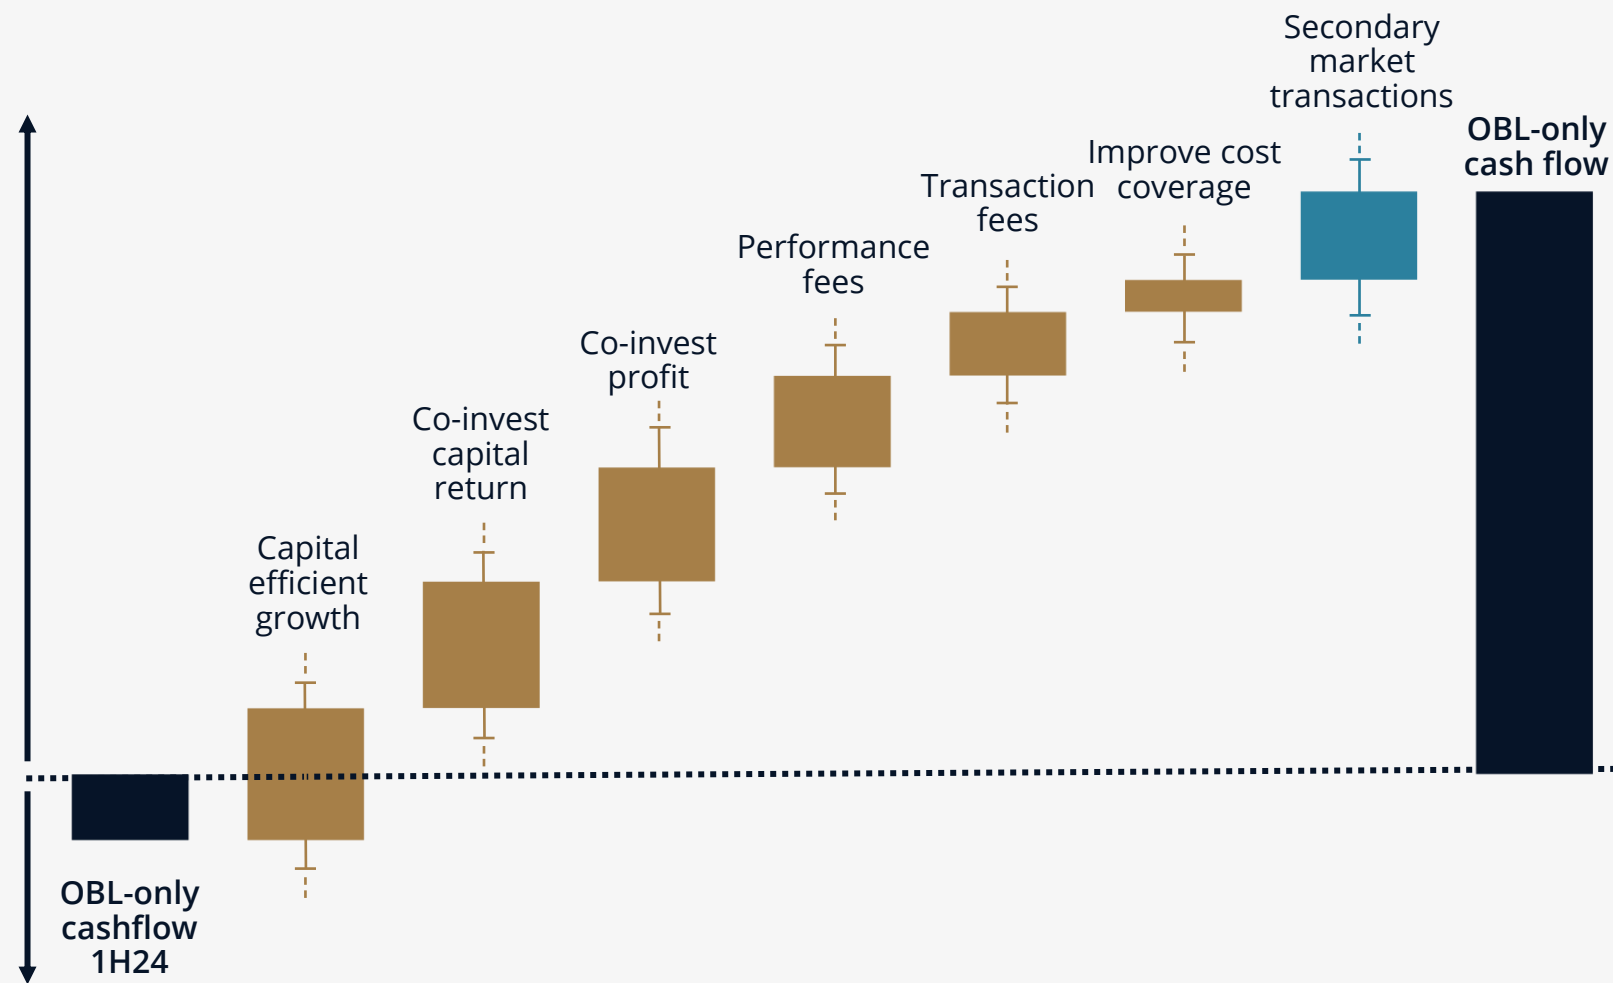 OBL-only
cashflow
1H24
Capital
efficient
growth
Co-invest
capital
return
Co-invest
profit
Performance
fees
Transaction
fees
Improve cost
coverage
Secondary
market
transactions
OBL-only
cash flow